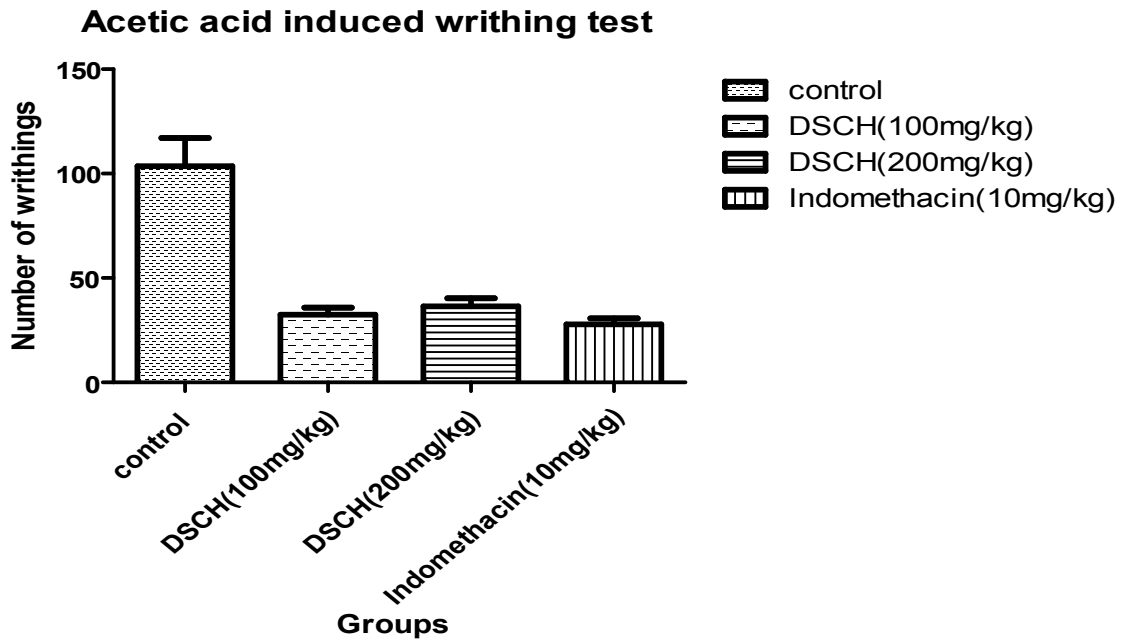 Acetic acid induced writhing test
Number of writhings
150
100
50
0
control
DSCH(100mg/kg)
DSCH(200mg/kg)
Indomethacin(10mg/kg)
Groups
control
DSCH(100mg/kg)
DSCH(200mg/kg)
Indomethacin(10mg/kg)